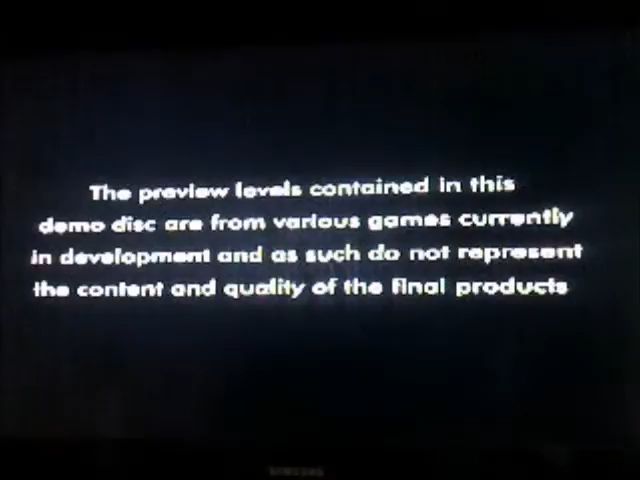 The preview levels contained in this
demo disc are from various games currently
in development and as such do not represent
the content and quality of the final products
SAMSUNG